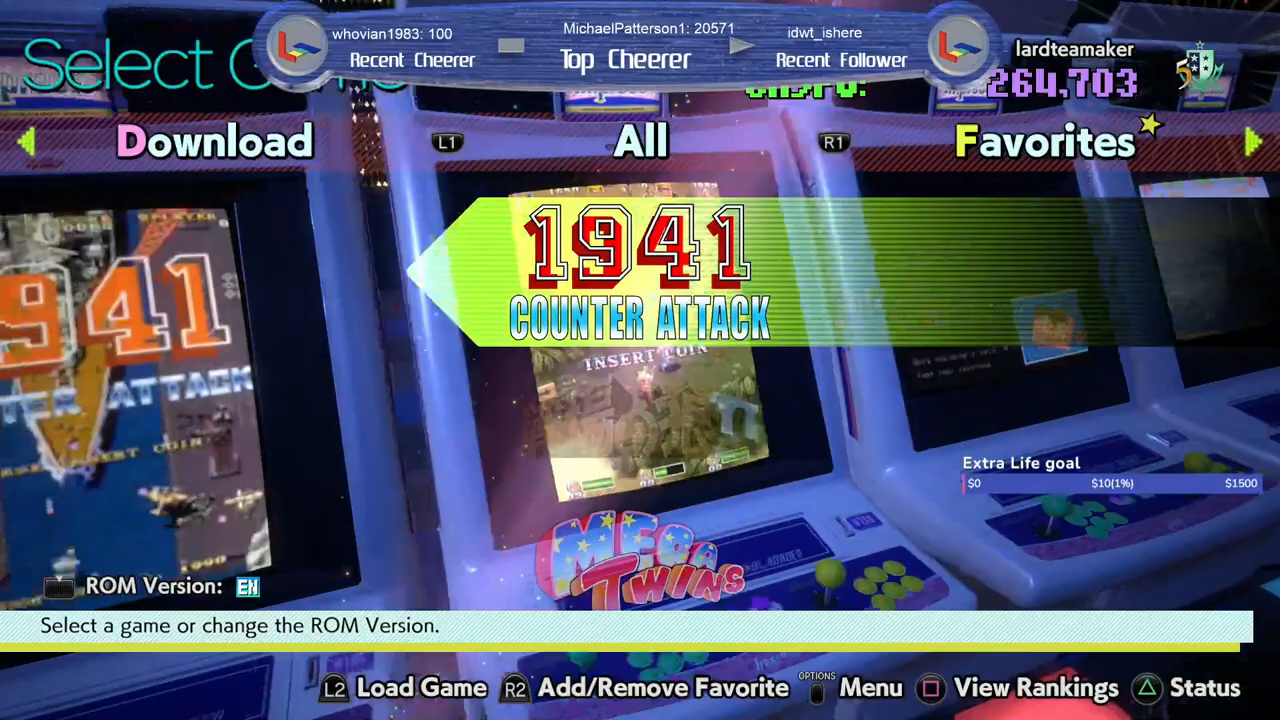 whovian1983: 100
Recent Cheerer
MichaelPatterson1: 20571
Top Cheerer
idwt_ishere
Recent Follower
lardteamaker
264,703
Select
Download
L1
All
R1
Favorites
1941
COUNTER ATTACK
INSERT COIN
941
ATTACK
Extra Life goal
$0
$10(1%)
$1500
MEGA
TWINS
ROM Version: EN
Select a game or change the ROM Version.
L2 Load Game
R2 Add/Remove Favorite
OPTIONS
Menu
View Rankings
Status